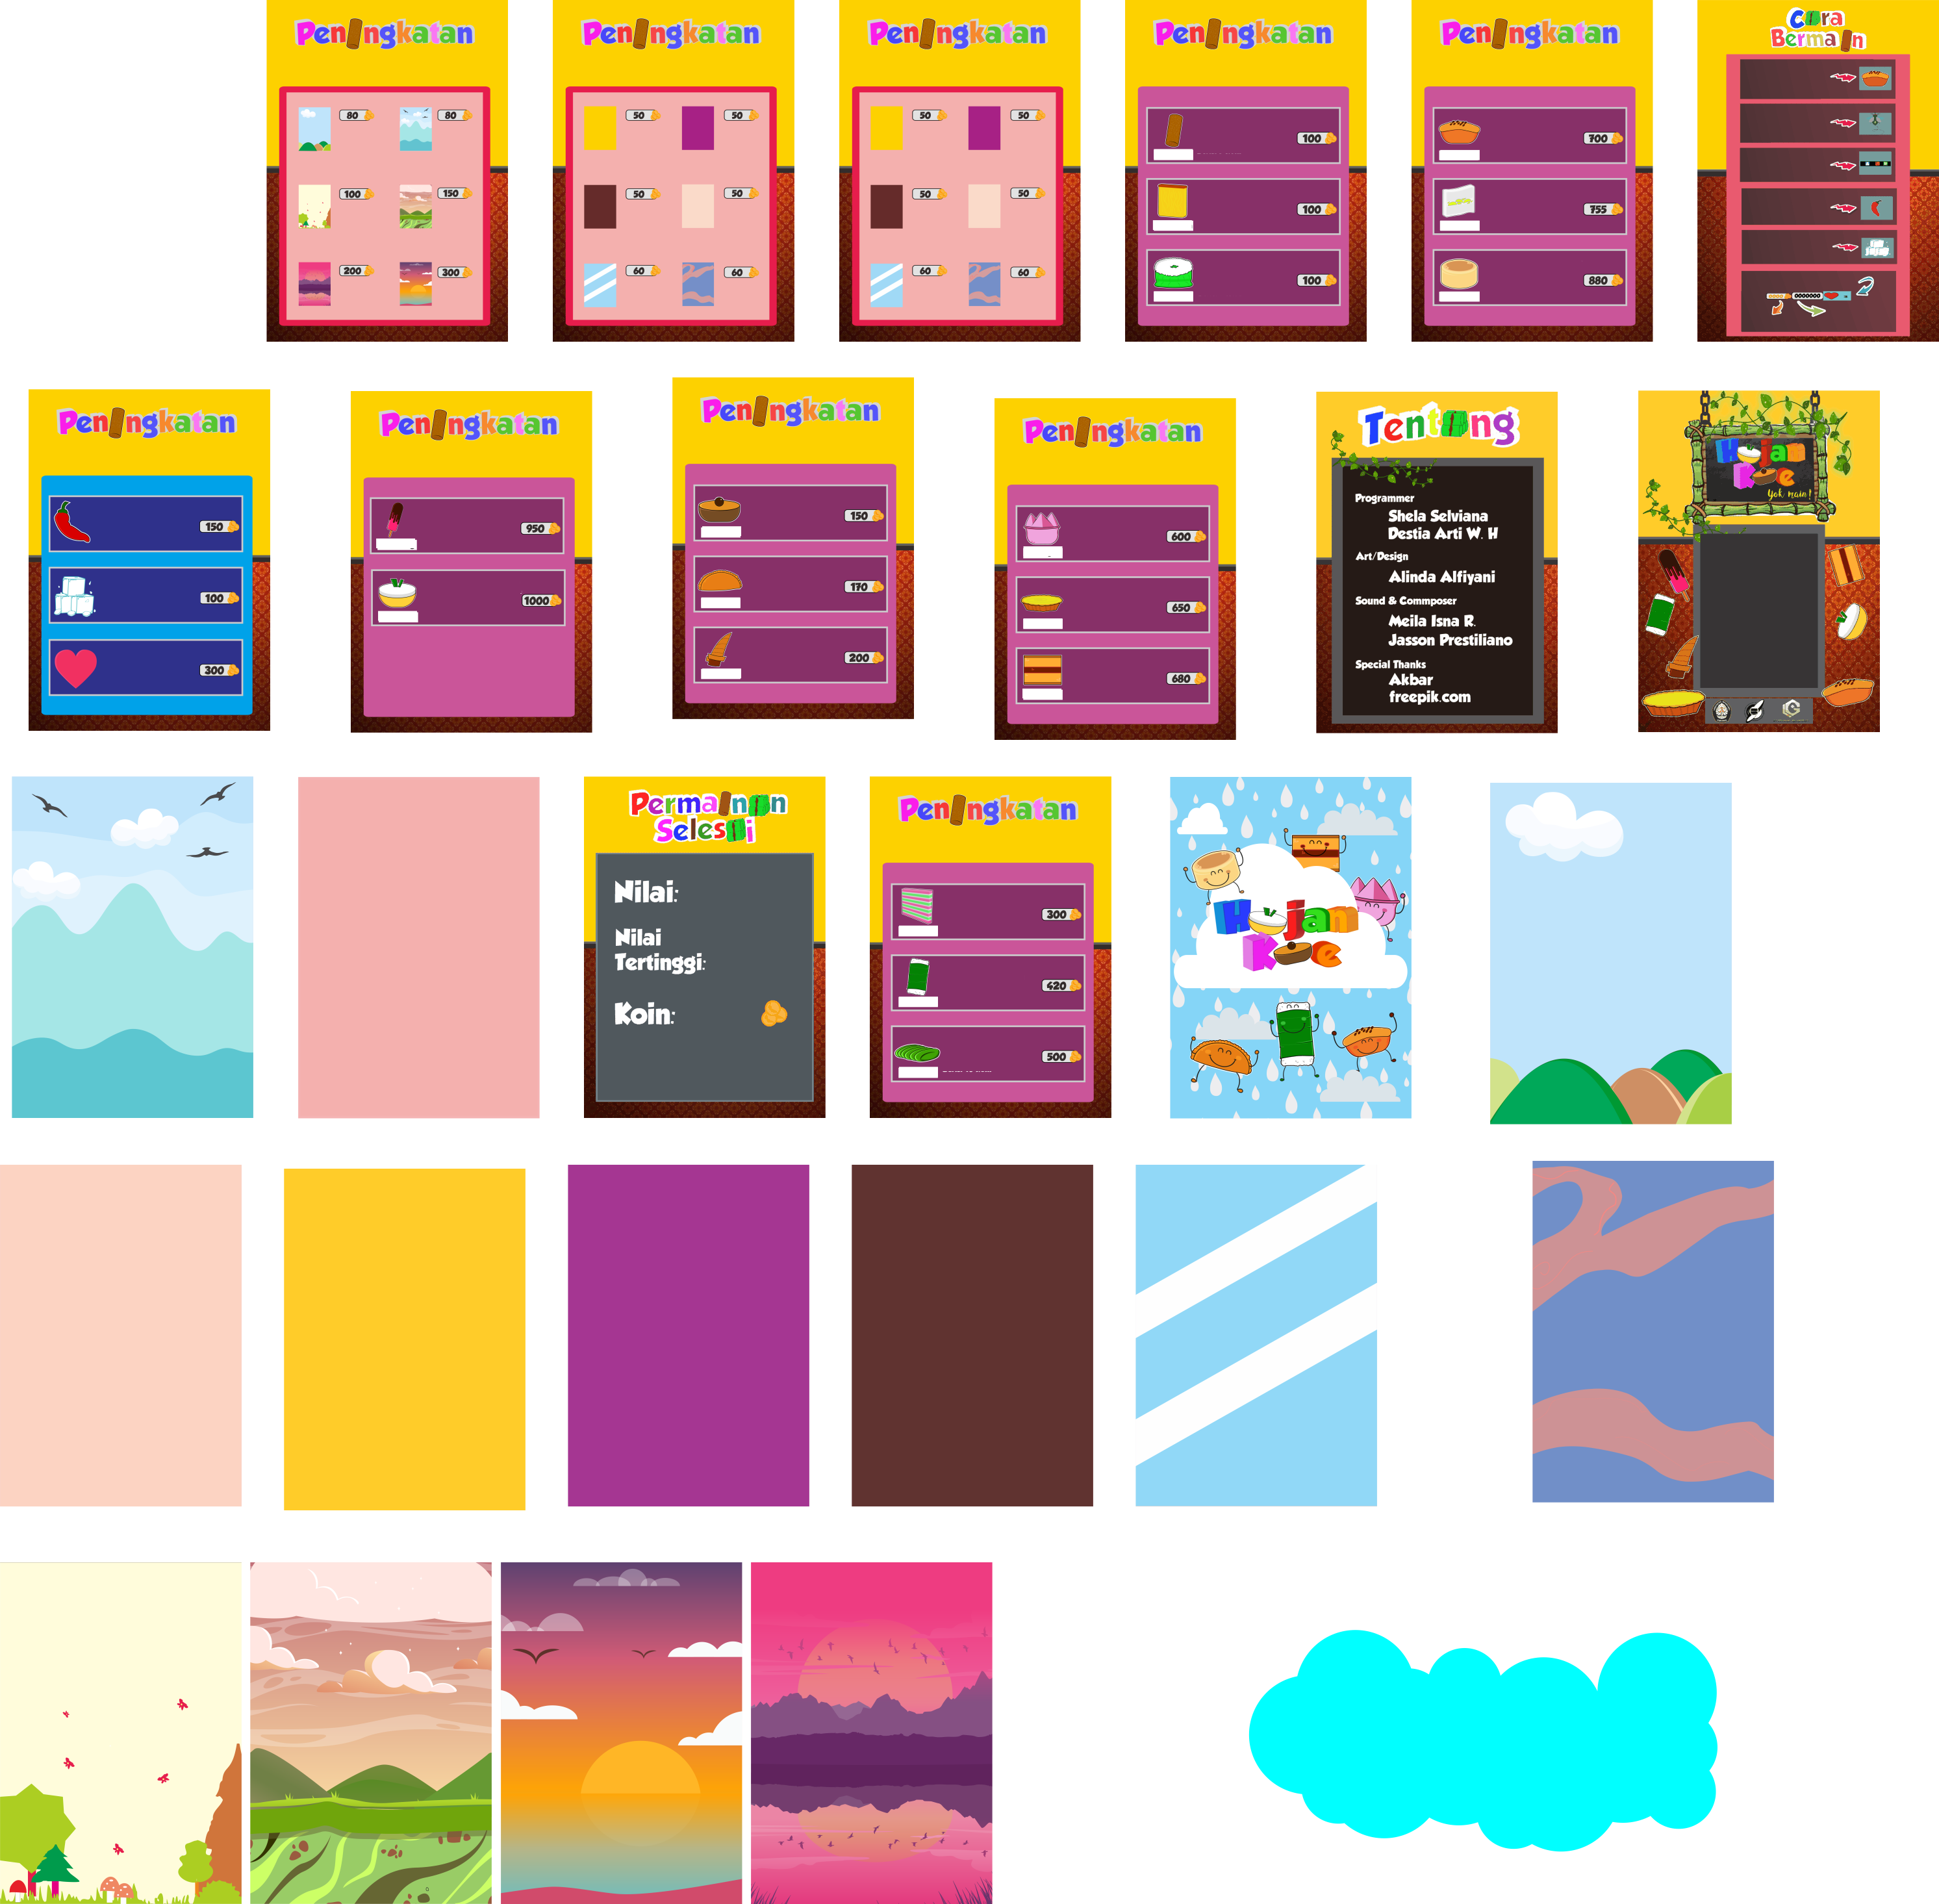 Peningkatan
80
80
100
150
200
300
Peningkatan
50
50
50
50
60
60
Peningkatan
50
50
50
50
60
60
Peningkatan
100
100
100
Peningkatan
700
755
880
Cara
Bermain
Peningkatan
150
100
300
Peningkatan
950
1000
Peningkatan
150
170
200
Peningkatan
600
650
680
Tentang
Programmer
Shela Selviana
Destia Arti W. H
Art/Design
Alinda Alfiyani
Sound & Commposer
Meila Isna R.
Jasson Prestiliano
Special Thanks
Akbar
freepik.com
Hojan
Koe
Yok main!
Permainan
Selesai
Nilai:
Nilai
Tertinggi:
Koin:
Peningkatan
300
420
500
Hojan
Koe